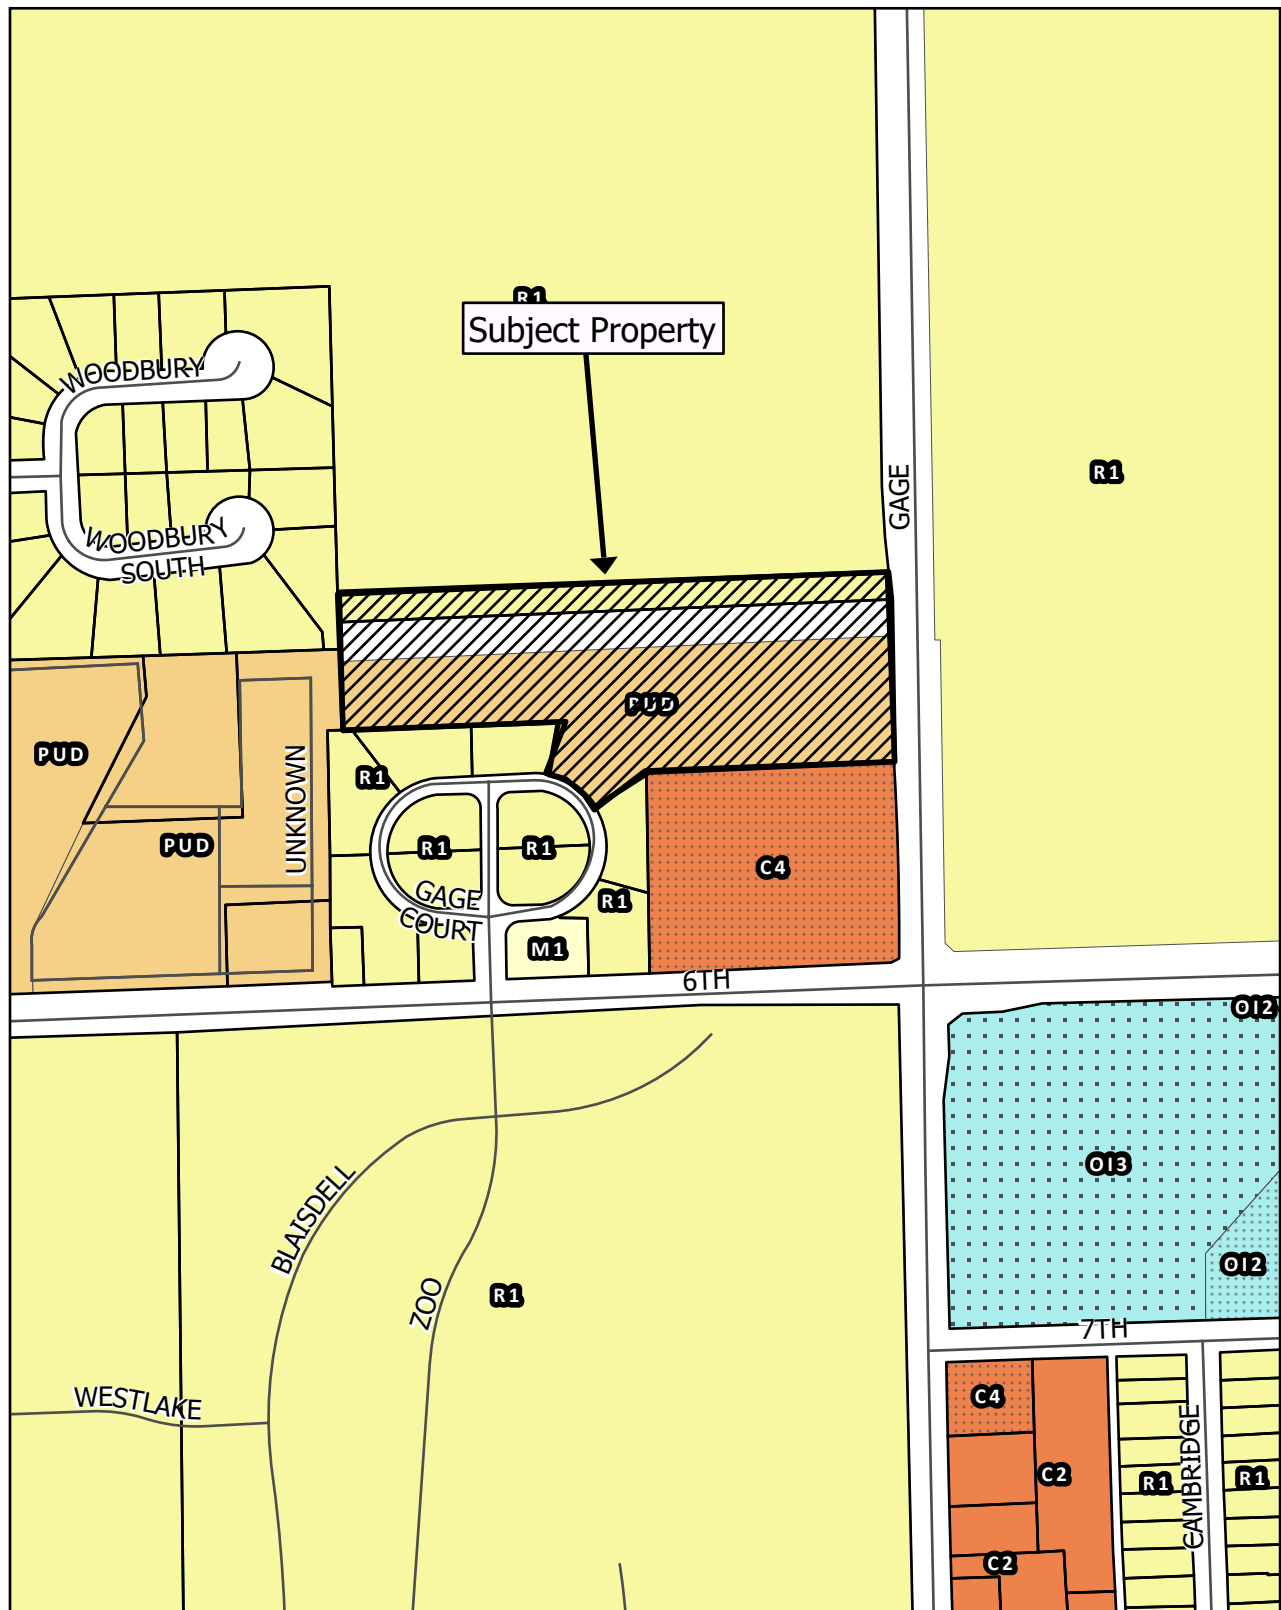 R1
Subject Property
WOODBURY
R1
GAGE
WOODBURY
SOUTH
PUD
PUD
R1
UNKNOWN
PUD
R1
R1
C4
GAGE
COURT
R1
M1
6TH
OI2
OI3
BLAISDELL
OI2
ZOO
R1
7TH
WESTLAKE
C4
C2
R1
CAMBRIDGE
R1
C2